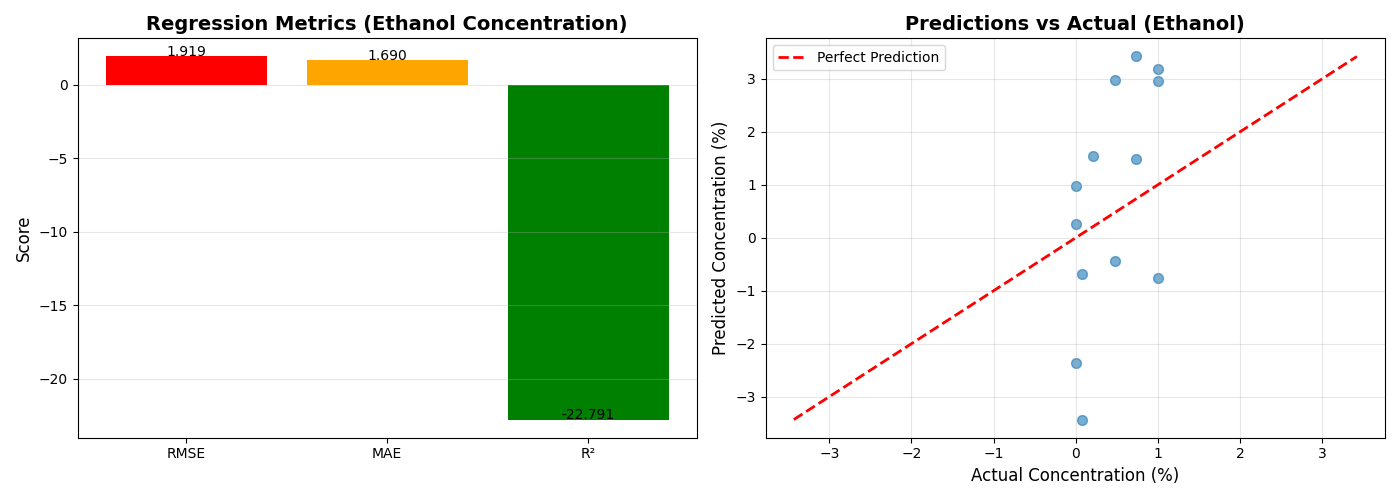 Regression Metrics (Ethanol Concentration)
1.919
1.690
-22.791
0
−5
−10
−15
−20
Score
RMSE
MAE
R²
Predictions vs Actual (Ethanol)
Perfect Prediction
3
2
1
0
−1
−2
−3
Predicted Concentration (%)
−3
−2
−1
0
1
2
3
Actual Concentration (%)